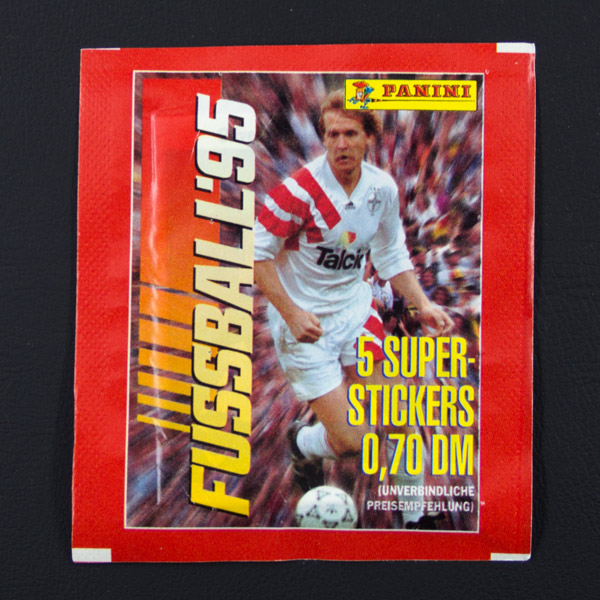 PANINI
FUSSBALL'95
Talcid
5 SUPER-
STICKERS
0,70 DM
(UNVERBINDLICHE
PREISEMPFEHLUNG)